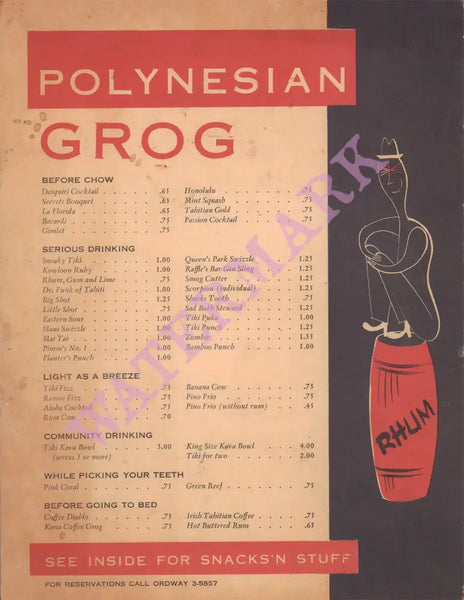 POLYNESIAN
GROG
BEFORE CHOW
Daiquiri Cocktail . . . . . .65
Secrets Bouquet . . . . . .65
La Florida . . . . . .65
Bacardi . . . . . .75
Gimlet . . . . . .75
Honolulu . . . . . .75
Mint Squash . . . . . .75
Tahitian Gold . . . . . .75
Passion Cocktail . . . . . .75
SERIOUS DRINKING
Sneaky Tiki . . . . . 1.00
Kowloon Ruby . . . . . 1.00
Rhum, Gum and Lime . . . . .75
Dr. Funk of Tahiti . . . . . 1.00
Big Shot . . . . . 1.25
Little Shot . . . . . .75
Eastern Sour . . . . . 1.00
Maui Swizzle . . . . . 1.00
Mai Tai . . . . . 1.00
Pimm's No. 1 . . . . . 1.00
Planter's Punch . . . . . 1.00
Queen's Park Swizzle . . . . 1.25
Raffle's Bar Gin Sling . . . . 1.25
Smog Cutter . . . . . 1.25
Scorpion (individual) . . . . 1.25
Sharks Tooth . . . . . .75
Sad Bath Steward . . . . . 1.25
Tiki Puka . . . . . 1.00
Tiki Punch . . . . . 1.25
Zombie . . . . . 1.35
Bamboo Punch . . . . . 1.00
LIGHT AS A BREEZE
Tiki Fizz . . . . . .75
Ramos Fizz . . . . . .75
Aloha Cocktail . . . . . .75
Rum Cow . . . . . .70
Banana Cow . . . . . .75
Pino Frio . . . . . .75
Pino Frio (without rum) . . . .45
COMMUNITY DRINKING
Tiki Kava Bowl . . . . . 3.00
(serves 3 or more)
King Size Kava Bowl . . . . 4.00
Tiki for two . . . . . 2.00
WHILE PICKING YOUR TEETH
Pink Coral . . . . . .75
Green Reef . . . . . .75
BEFORE GOING TO BED
Coffee Diablo . . . . . .75
Kona Coffee Grog . . . . . .75
Irish Tahitian Coffee . . . . .75
Hot Buttered Rum . . . . . .65
SEE INSIDE FOR SNACKS'N STUFF
FOR RESERVATIONS CALL ORDWAY 3-5857
RHUM
WATERMARK